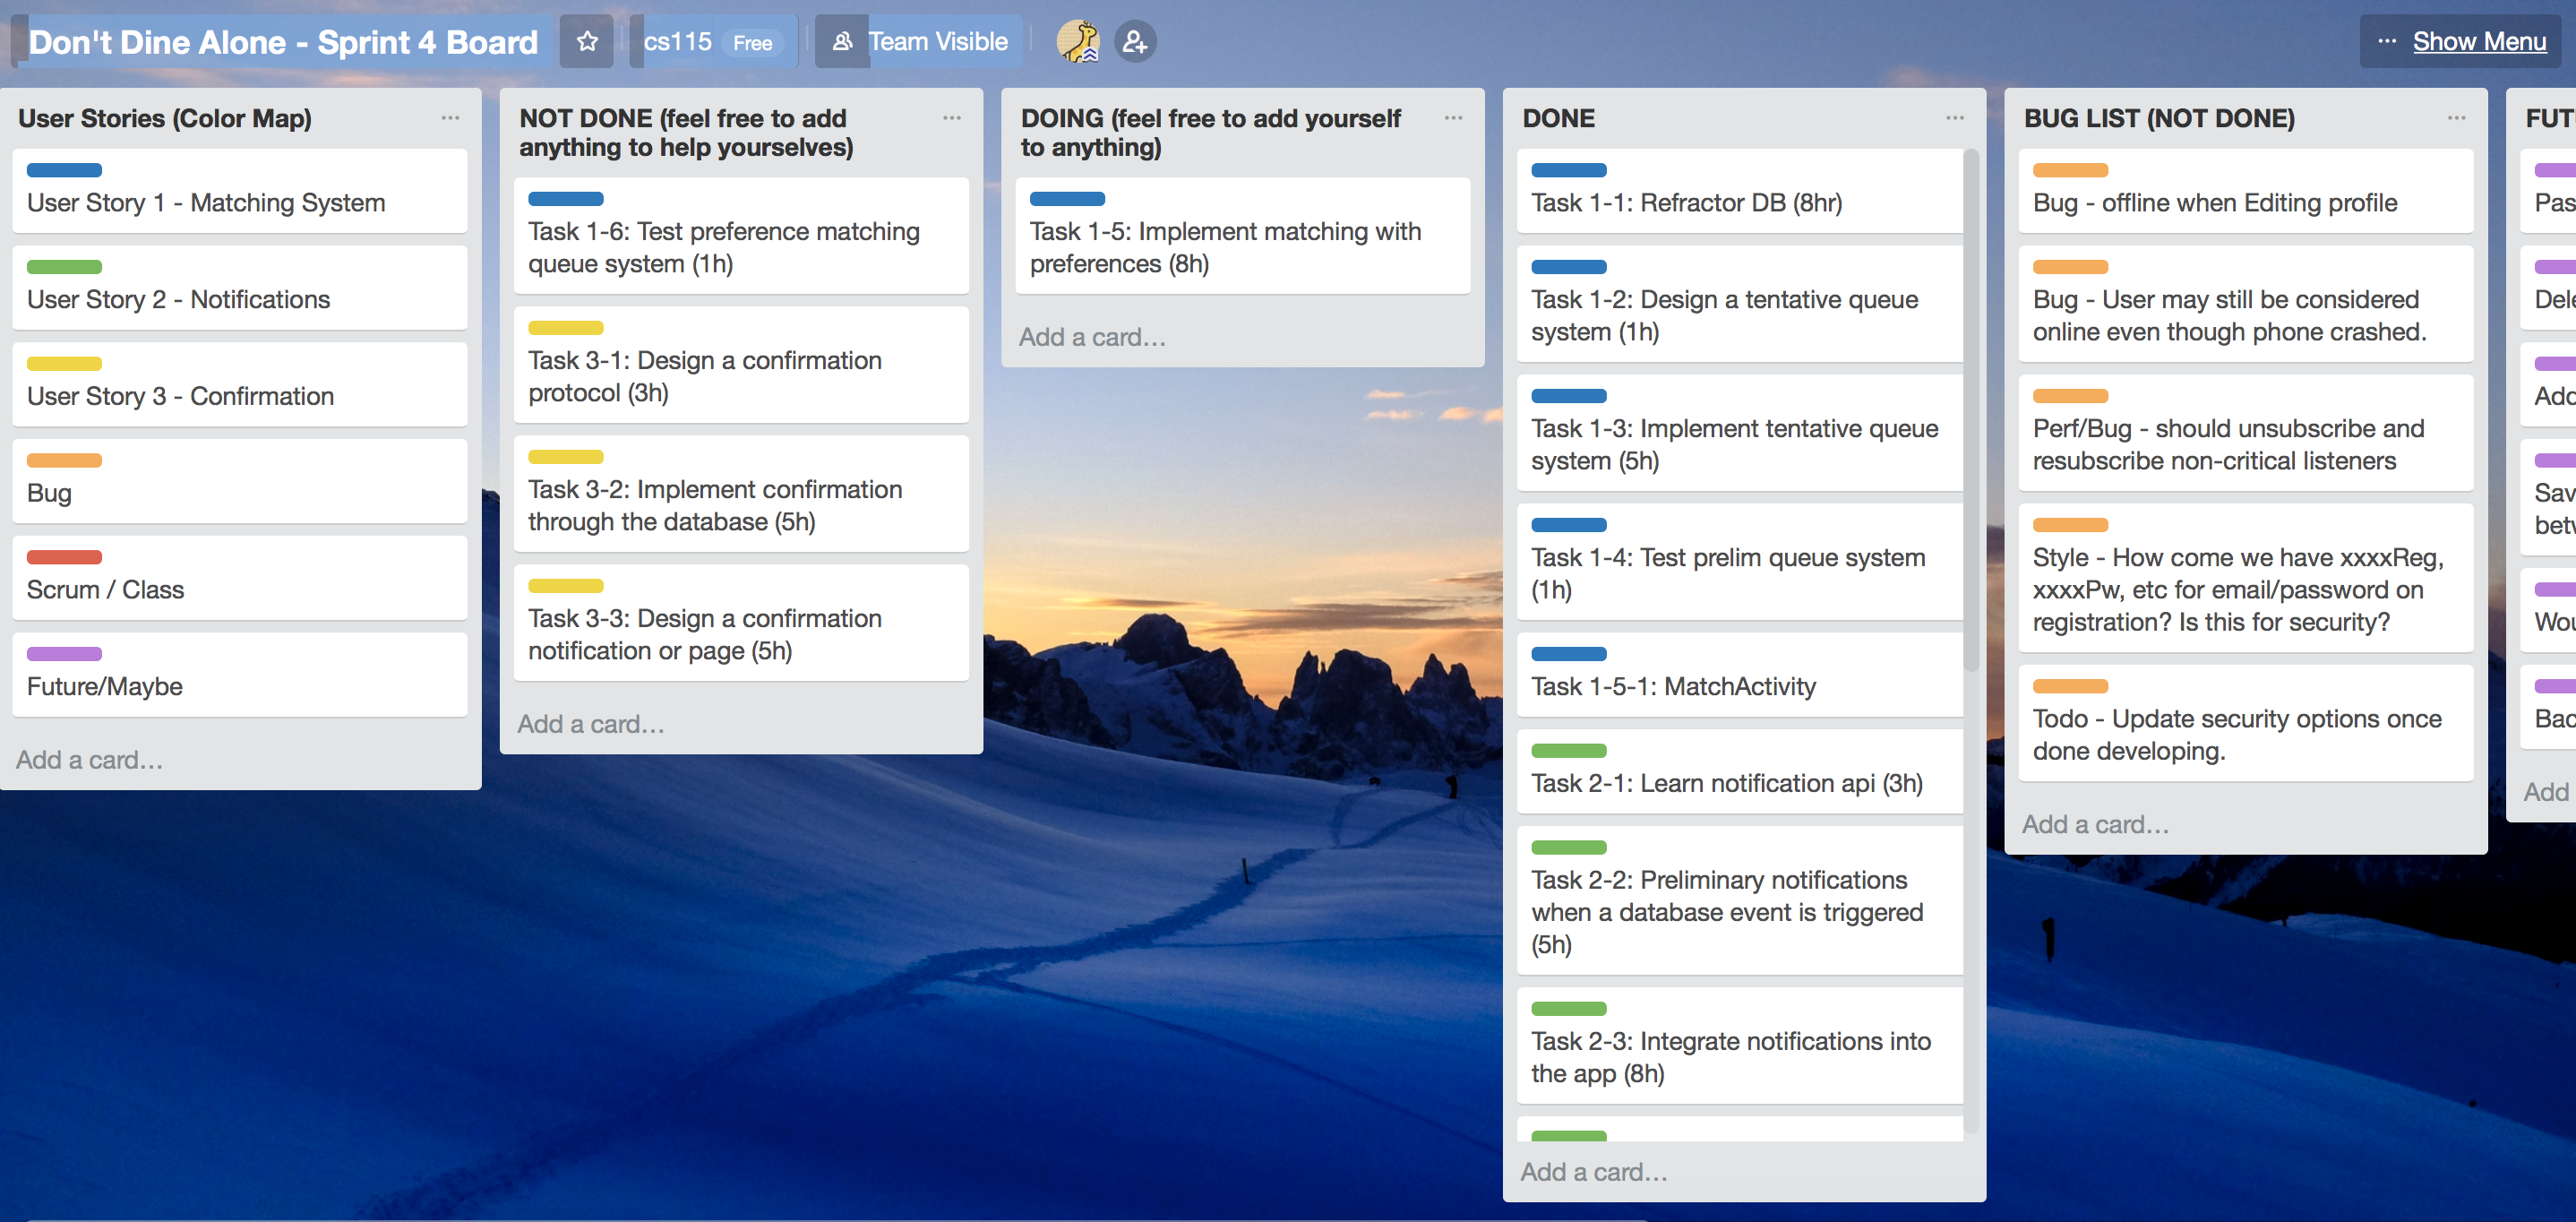 Don't Dine Alone - Sprint 4 Board
cs115 Free
Team Visible
··· Show Menu
User Stories (Color Map)
User Story 1 - Matching System
User Story 2 - Notifications
User Story 3 - Confirmation
Bug
Scrum / Class
Future/Maybe
Add a card…
NOT DONE (feel free to add
anything to help yourselves)
Task 1-6: Test preference matching
queue system (1h)
Task 3-1: Design a confirmation
protocol (3h)
Task 3-2: Implement confirmation
through the database (5h)
Task 3-3: Design a confirmation
notification or page (5h)
Add a card…
DOING (feel free to add yourself
to anything)
Task 1-5: Implement matching with
preferences (8h)
Add a card…
DONE
Task 1-1: Refractor DB (8hr)
Task 1-2: Design a tentative queue
system (1h)
Task 1-3: Implement tentative queue
system (5h)
Task 1-4: Test prelim queue system
(1h)
Task 1-5-1: MatchActivity
Task 2-1: Learn notification api (3h)
Task 2-2: Preliminary notifications
when a database event is triggered
(5h)
Task 2-3: Integrate notifications into
the app (8h)
Add a card…
BUG LIST (NOT DONE)
Bug - offline when Editing profile
Bug - User may still be considered
online even though phone crashed.
Perf/Bug - should unsubscribe and
resubscribe non-critical listeners
Style - How come we have xxxxReg,
xxxxPw, etc for email/password on
registration? Is this for security?
Todo - Update security options once
done developing.
Add a card…
Add